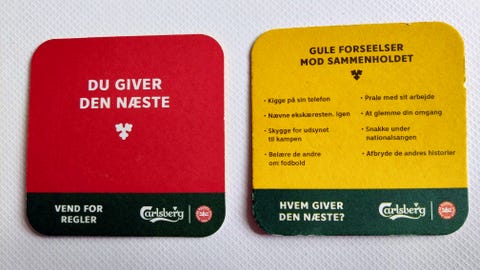 DU GIVER
DEN NÆSTE
VEND FOR
REGLER
Carlsberg
GULE FORSEELSER
MOD SAMMENHOLDET
• Kigge på sin telefon
• Nævne ekskæresten. Igen
• Skygge for udsynet
til kampen
• Belære de andre
om fodbold
• Prale med sit arbejde
• At glemme din omgang
• Snakke under
nationalsangen
• Afbryde de andres historier
HVEM GIVER
DEN NÆSTE?
Carlsberg